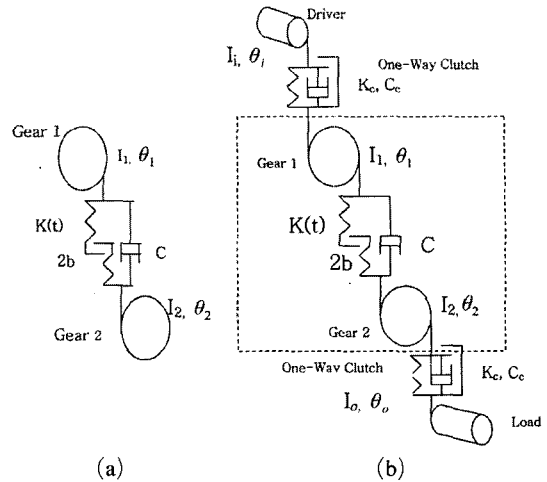 Gear 1
I1, θ1
K(t)
2b
C
I2, θ2
Gear 2
(a)
Driver
Ii, θi
One-Way Clutch
Kc, Cc
Gear 1
I1, θ1
K(t)
2b
C
I2, θ2
Gear 2
One-Way Clutch
Kc, Cc
Io, θo
Load
(b)